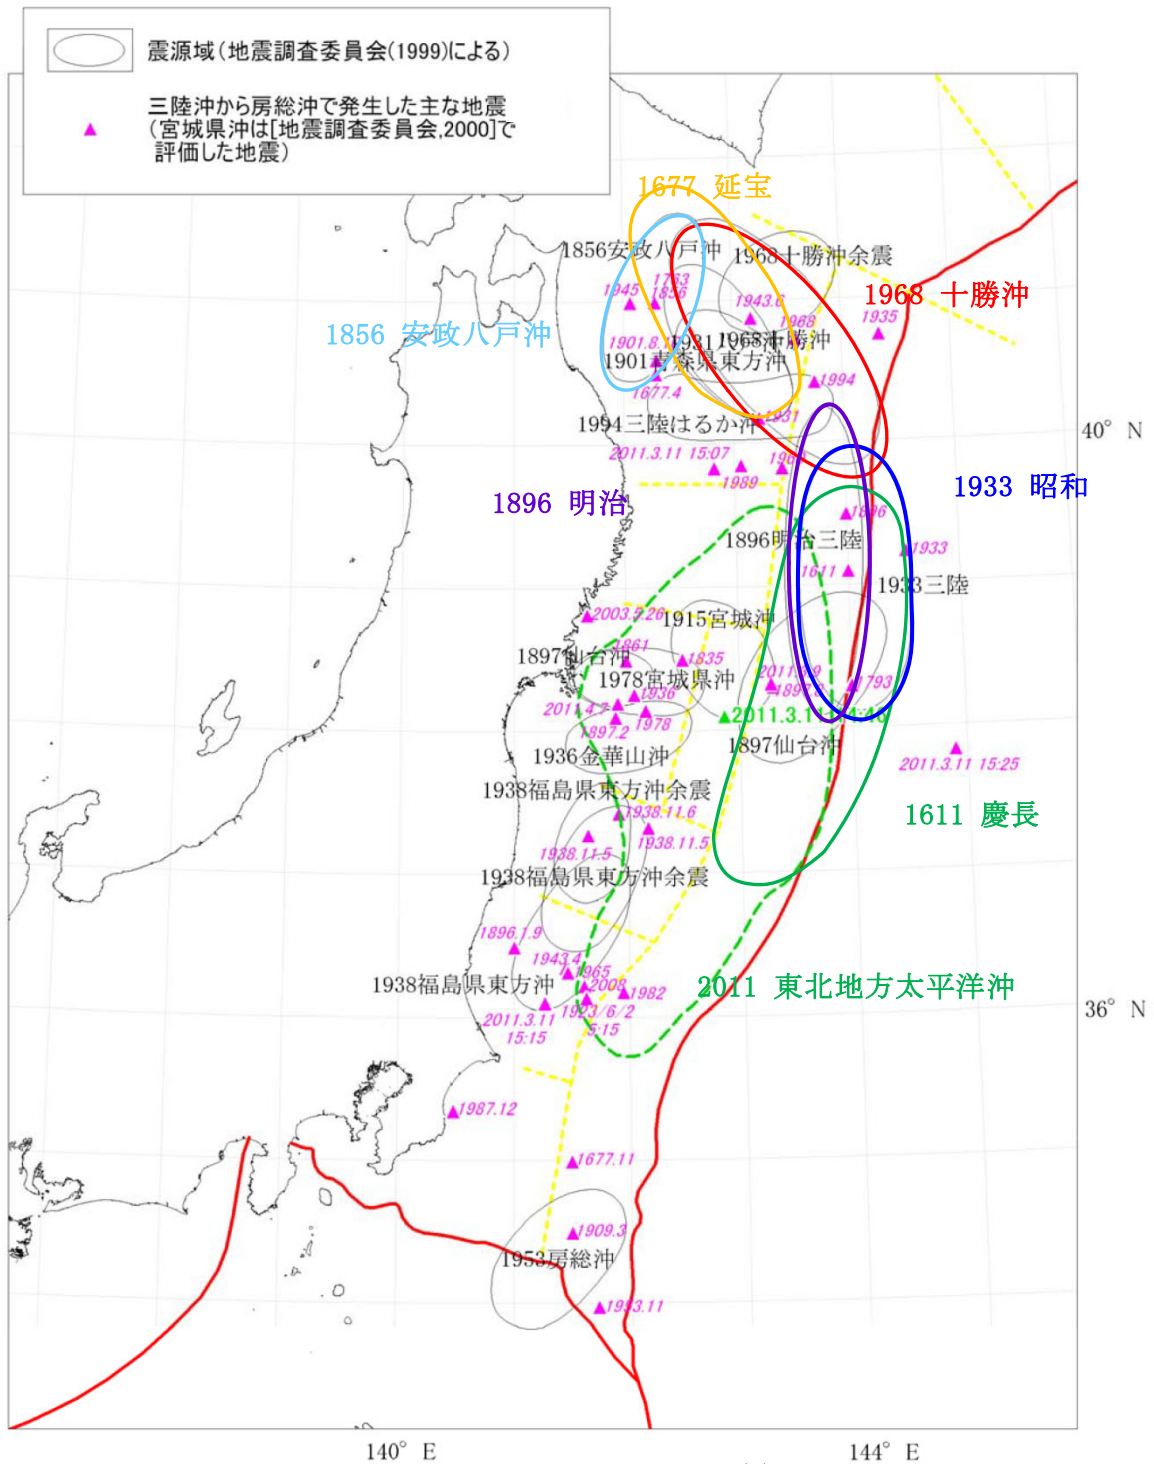 震源域(地震調査委員会(1999)による)
三陸沖から房総沖で発生した主な地震
(宮城県沖は[地震調査委員会,2000]で
評価した地震)
1677 延宝
1856安政八戸沖
1968十勝沖余震
1763
1945
1856
1943.6
1968 十勝沖
1968
1935
1856 安政八戸沖
1968十勝沖
1901青森県東方沖
1994
1677.4
1931
1994三陸はるか沖
40° N
2011.3.11 15:07
1989
1933 昭和
1896 明治
1896
1896明治三陸
1933
1611
1933三陸
2003.5.26
1915宮城沖
1861
1897仙台沖
1835
1978宮城県沖
1793
1936
2011.4.7
1978
1897.2
1897仙台沖
1936金華山沖
2011.3.11 15:25
1938福島県東方沖余震
1938.11.6
1611 慶長
1938.11.5
1938.11.5
1938福島県東方沖余震
1896.1.9
1943.4
1965
1938福島県東方沖
2008
1982
2011 東北地方太平洋沖
1923/6/2
5:15
2011.3.11
15:15
36° N
1987.12
1677.11
1909.3
1953房総沖
1953.11
140° E
144° E